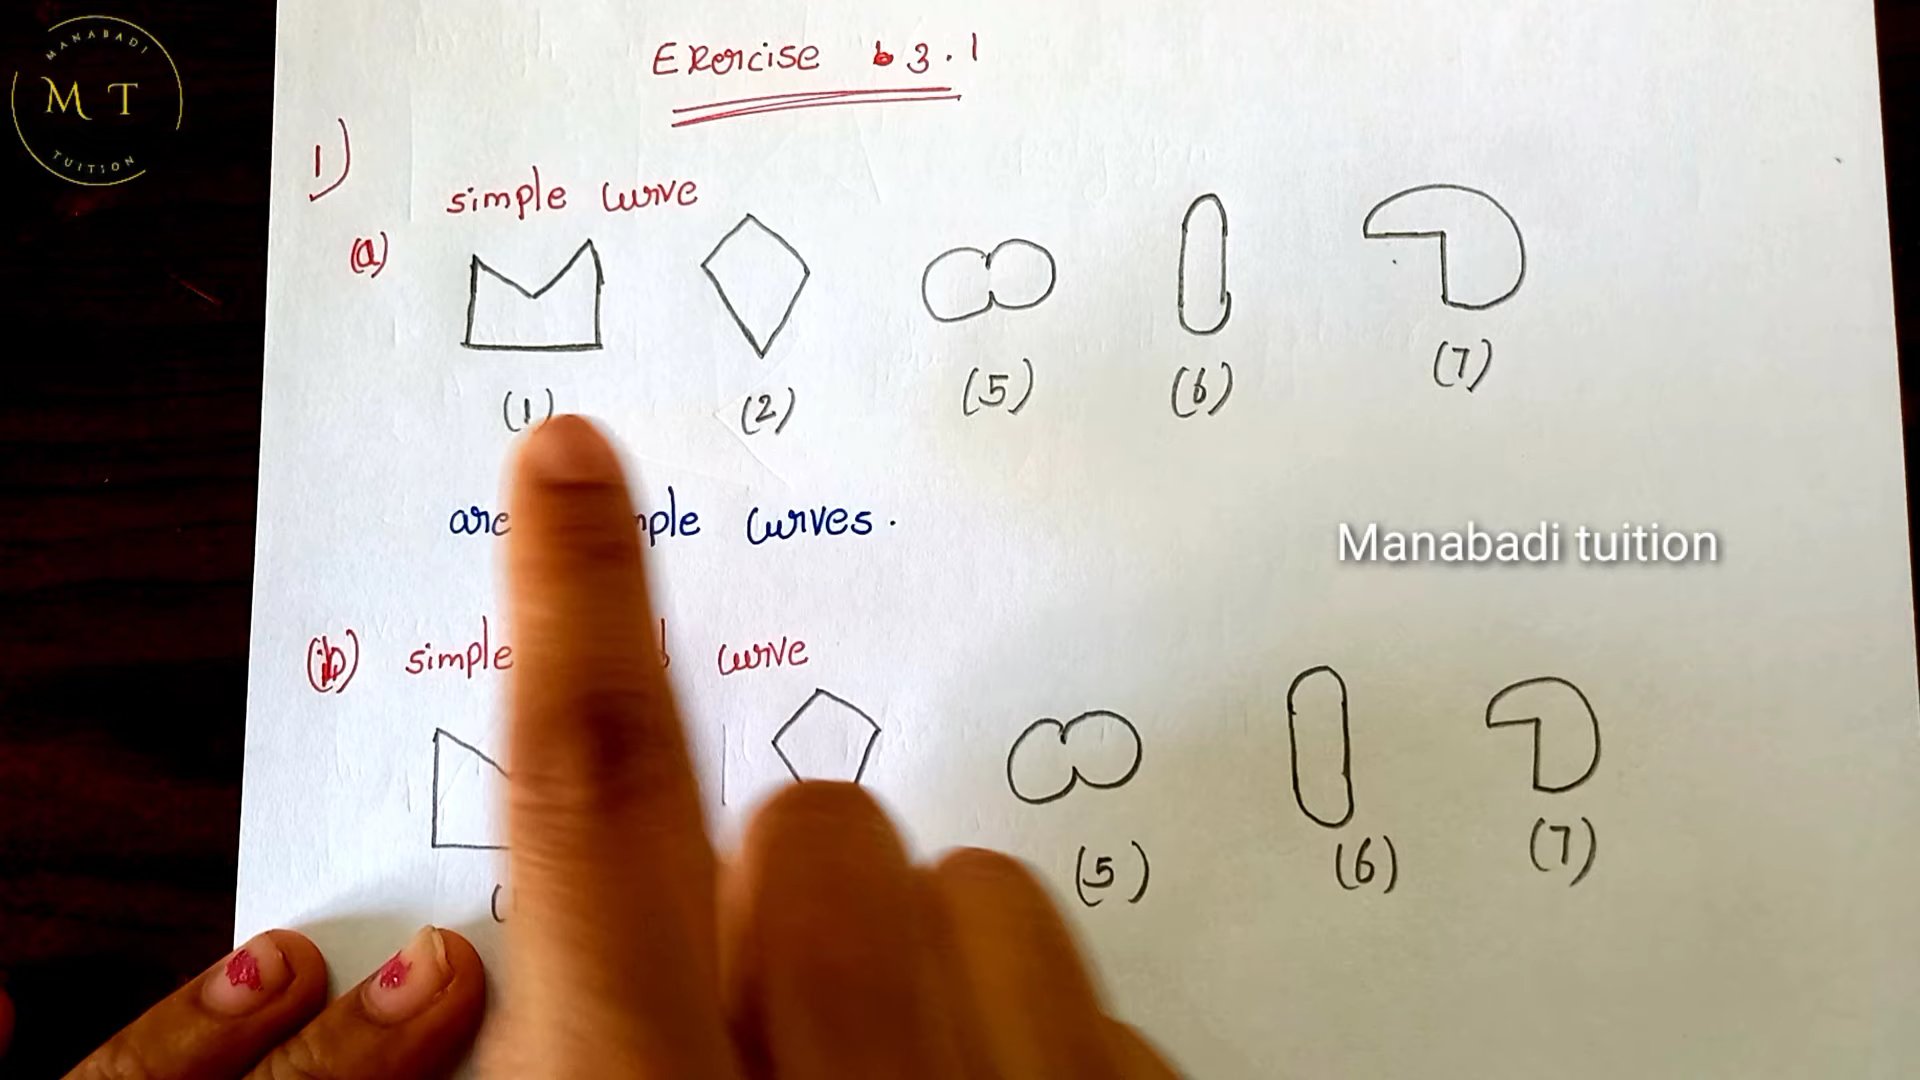 MANABADI
M T
TUITION
Exercise 3.1
1)
simple curve
(a)
(1) (2) (5) (6) (7)
are curves.
Manabadi tuition
(b) simple curve
(5) (6) (7)